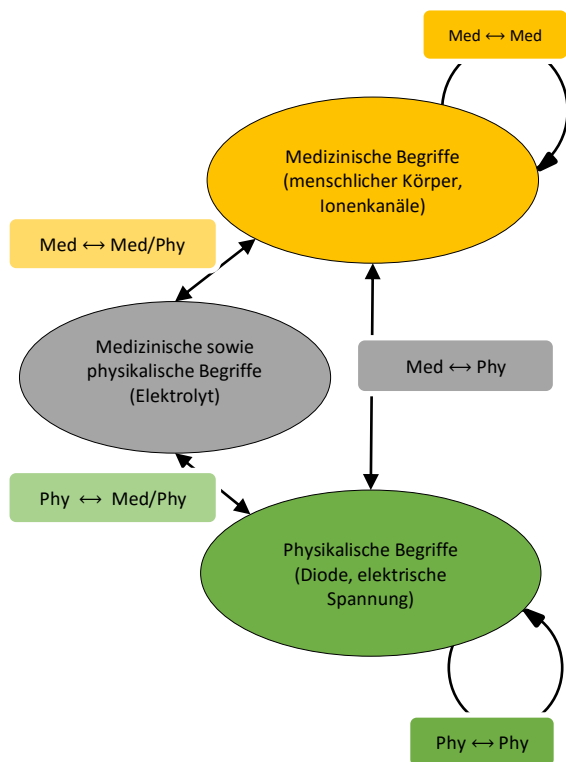 Med ↔ Med
Medizinische Begriffe
(menschlicher Körper,
Ionenkanäle)
Med ↔ Med/Phy
Medizinische sowie
physikalische Begriffe
(Elektrolyt)
Med ↔ Phy
Phy ↔ Med/Phy
Physikalische Begriffe
(Diode, elektrische
Spannung)
Phy ↔ Phy